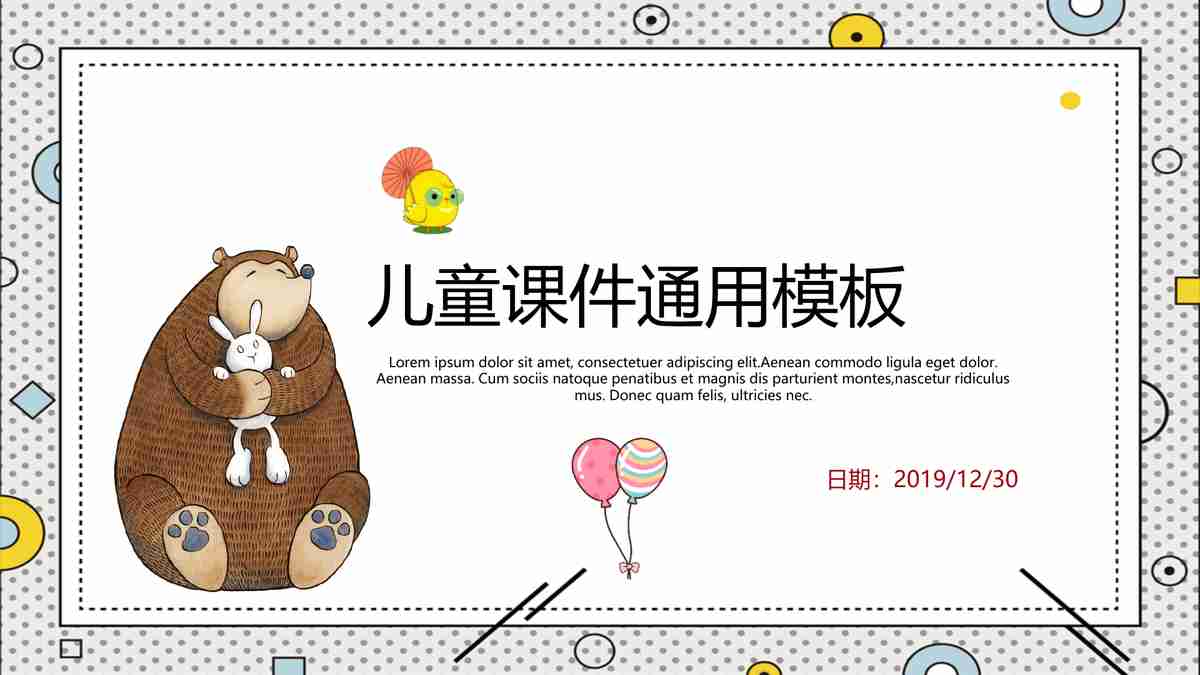 儿童课件通用模板
Lorem ipsum dolor sit amet, consectetuer adipiscing elit.Aenean commodo ligula eget dolor.
Aenean massa. Cum sociis natoque penatibus et magnis dis parturient montes,nascetur ridiculus
mus. Donec quam felis, ultricies nec.
日期：2019/12/30